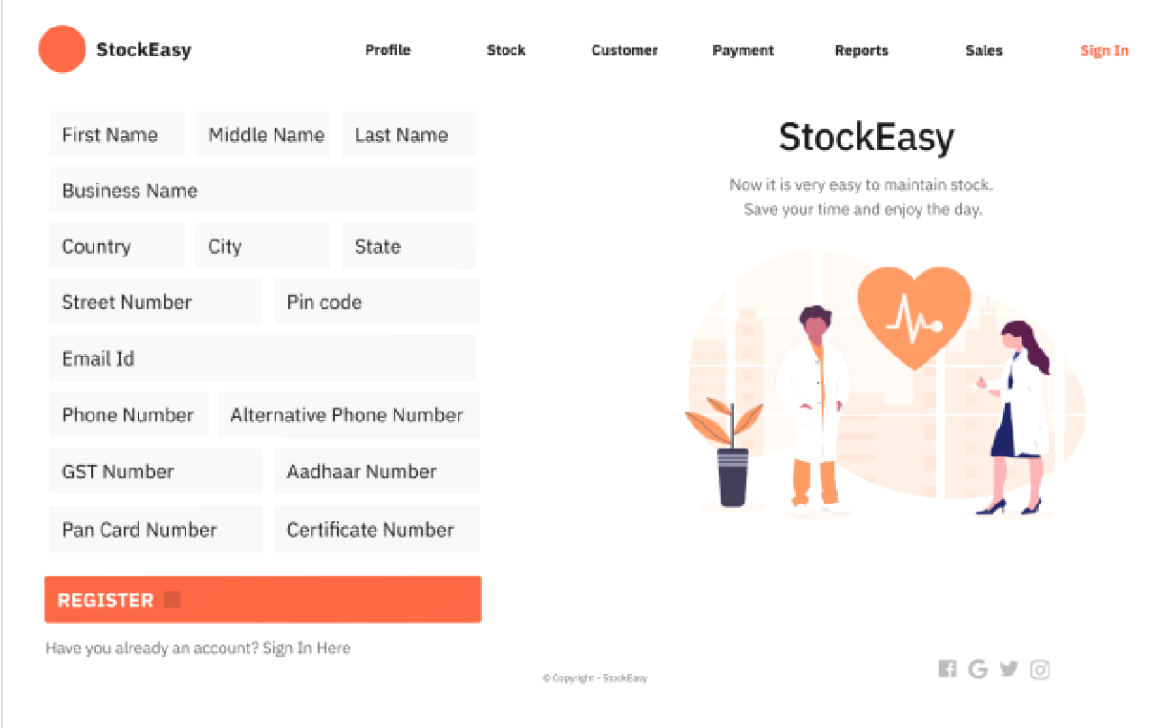 StockEasy
Profile Stock Customer Payment Reports Sales Sign In
First Name Middle Name Last Name
Business Name
Country City State
Street Number Pin code
Email Id
Phone Number Alternative Phone Number
GST Number Aadhaar Number
Pan Card Number Certificate Number
REGISTER
Have you already an account? Sign In Here
StockEasy
Now it is very easy to maintain stock.
Save your time and enjoy the day.
© Copyright - StockEasy